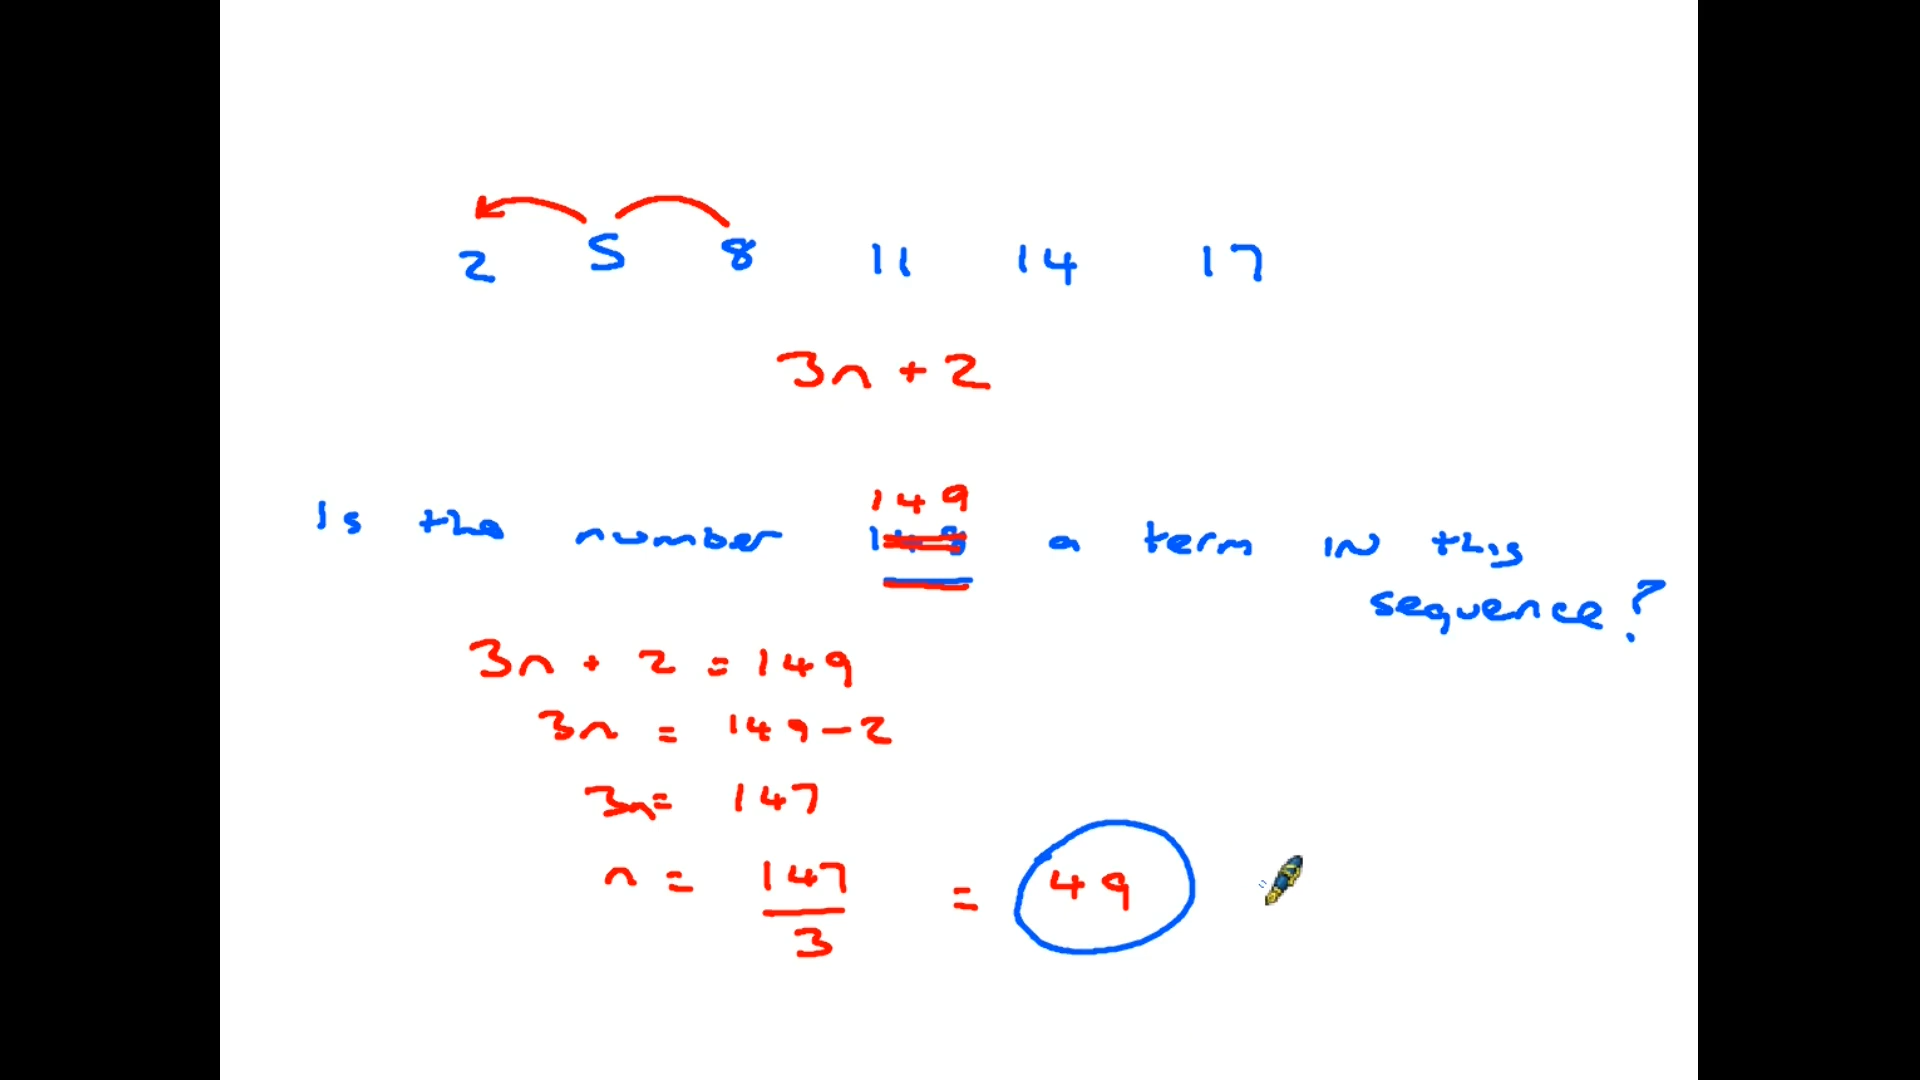 2 5 8 11 14 17
3n + 2
149
Is the number a term in this
sequence?
3n + 2 = 149
3n = 149 - 2
3n = 147
n = 147/3 = 49